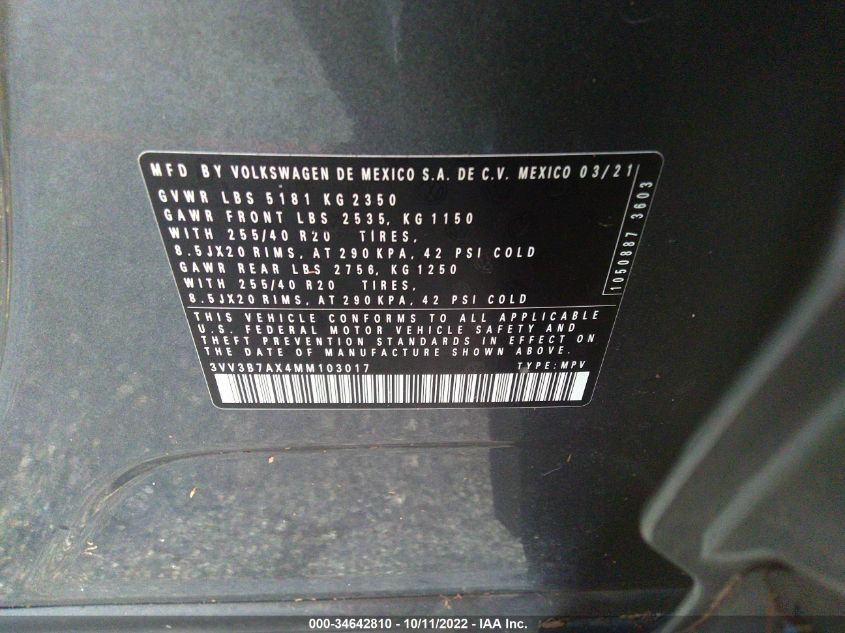 MFD BY VOLKSWAGEN DE MEXICO S.A. DE C.V. MEXICO 03/21
GVWR LBS 5181 KG 2350
GAWR FRONT LBS 2535, KG 1150
WITH 255/40 R20 TIRES,
8.5JX20 RIMS, AT 290 KPA, 42 PSI COLD
GAWR REAR LBS 2756, KG 1250
WITH 255/40 R20 TIRES,
8.5JX20 RIMS, AT 290 KPA, 42 PSI COLD
1050887 3603
THIS VEHICLE CONFORMS TO ALL APPLICABLE
U.S. FEDERAL MOTOR VEHICLE SAFETY AND
THEFT PREVENTION STANDARDS IN EFFECT ON
THE DATE OF MANUFACTURE SHOWN ABOVE.
3VV3B7AX4MM103017 TYPE: MPV
000-34642810 - 10/11/2022 - IAA Inc.